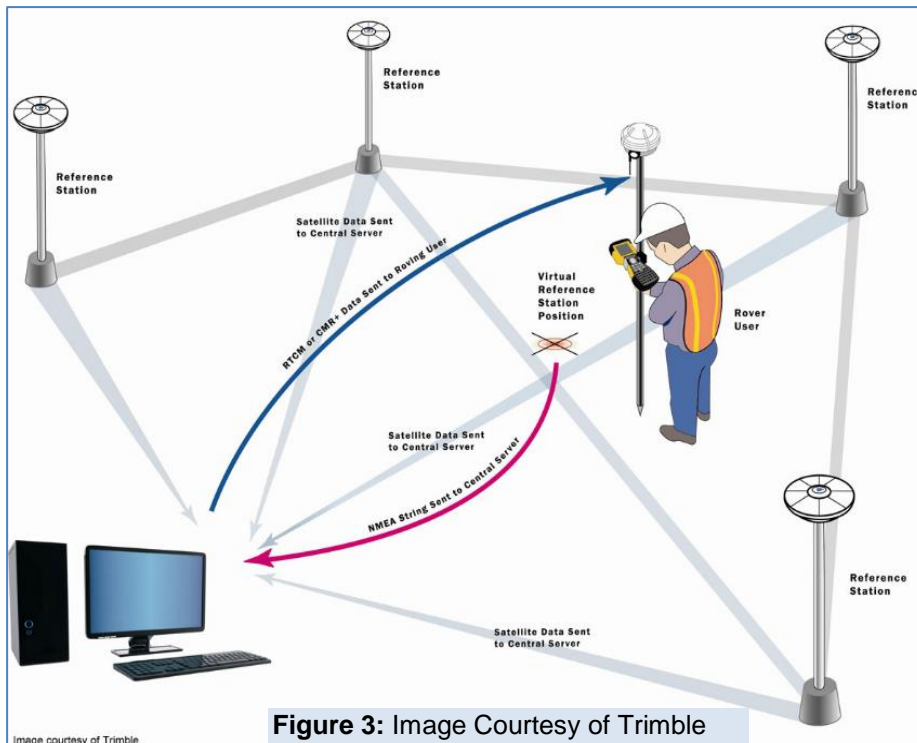 Reference
Station
Reference
Station
Reference
Station
Satellite Data Sent
to Central Server
RTCM or CMR+ Data Sent to Roving User
Virtual
Reference
Station
Position
Rover
User
Satellite Data Sent
to Central Server
NMEA String Sent to Central Server
Reference
Station
Satellite Data Sent
to Central Server
Figure 3: Image Courtesy of Trimble
Image courtesy of Trimble